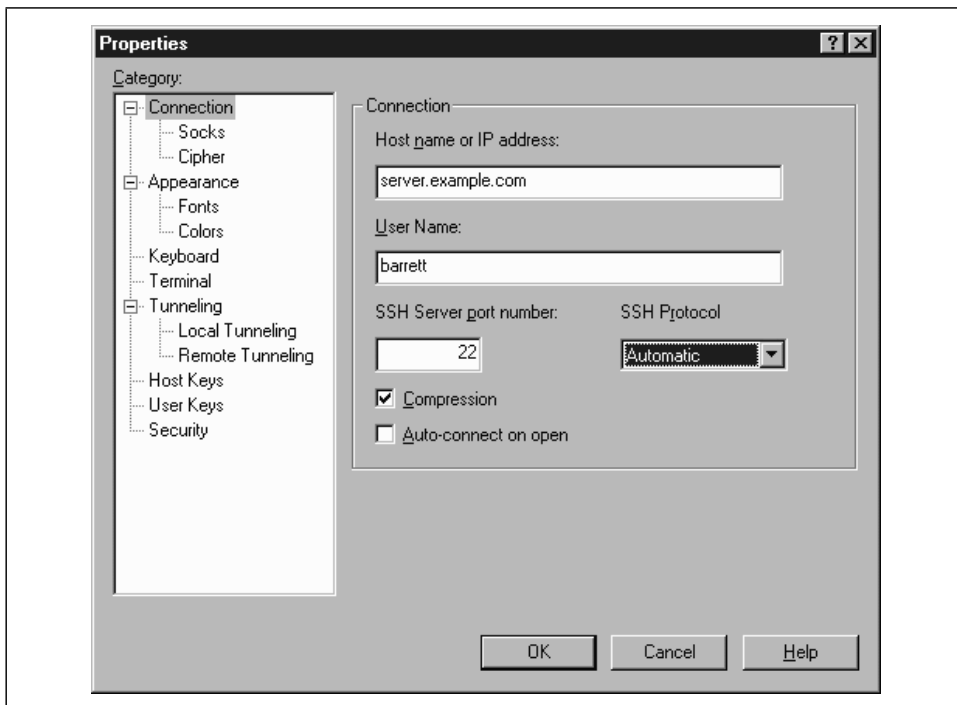 Properties
Category:
Connection
Socks
Cipher
Appearance
Fonts
Colors
Keyboard
Terminal
Tunneling
Local Tunneling
Remote Tunneling
Host Keys
User Keys
Security
Connection
Host name or IP address:
server.example.com
User Name:
barrett
SSH Server port number:
22
SSH Protocol
Automatic
Compression
Auto-connect on open
OK
Cancel
Help